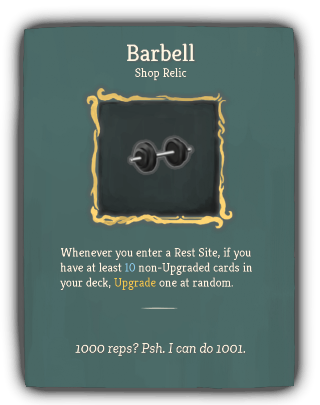 Barbell
Shop Relic
Whenever you enter a Rest Site, if you
have at least 10 non-Upgraded cards in
your deck, Upgrade one at random.
1000 reps? Psh. I can do 1001.